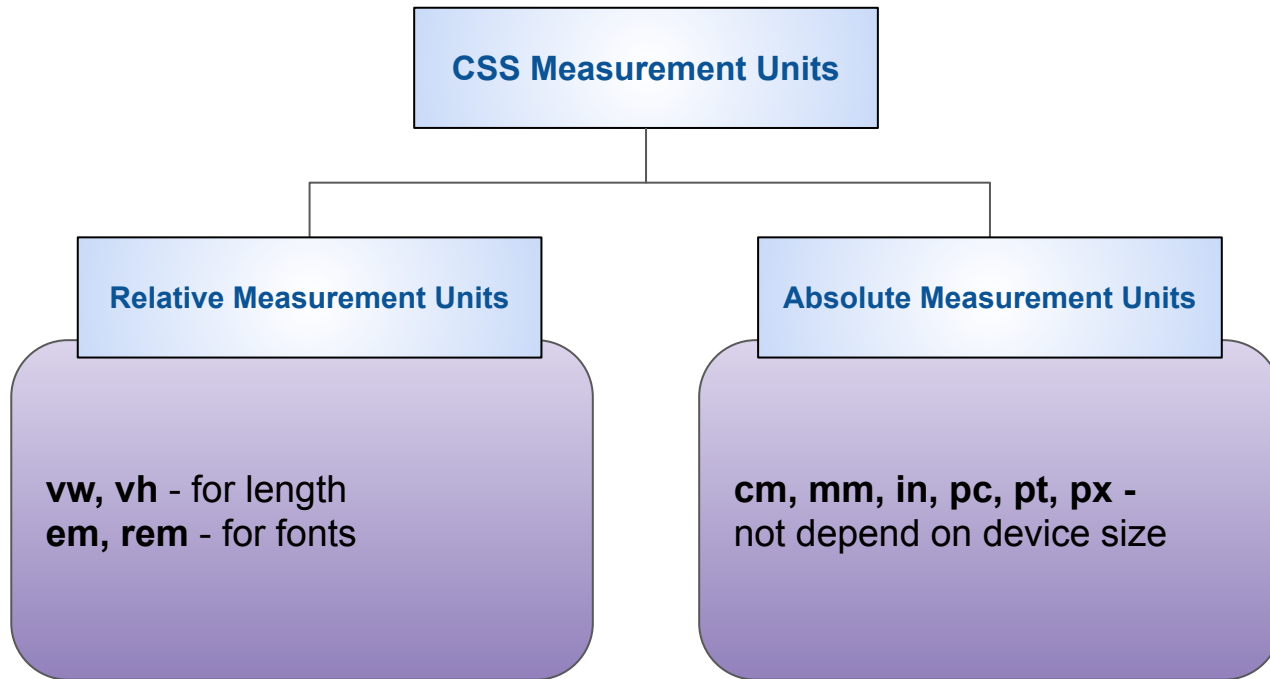 CSS Measurement Units
Relative Measurement Units
Absolute Measurement Units
vw, vh - for length
em, rem - for fonts
cm, mm, in, pc, pt, px -
not depend on device size